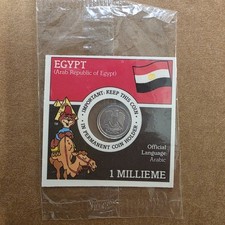 EGYPT
(Arab Republic of Egypt)
IMPORTANT: KEEP THIS COIN
IN PERMANENT COIN HOLDER
Official
Language:
Arabic
1 MILLIEME